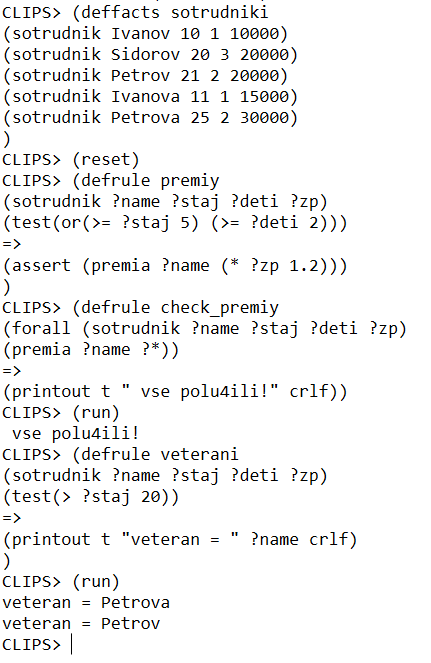 CLIPS> (deffacts sotrudniki
(sotrudnik Ivanov 10 1 10000)
(sotrudnik Sidorov 20 3 20000)
(sotrudnik Petrov 21 2 20000)
(sotrudnik Ivanova 11 1 15000)
(sotrudnik Petrova 25 2 30000)
)
CLIPS> (reset)
CLIPS> (defrule premiy
(sotrudnik ?name ?staj ?deti ?zp)
(test(or(>= ?staj 5) (>= ?deti 2)))
=>
(assert (premia ?name (* ?zp 1.2)))
)
CLIPS> (defrule check_premiy
(forall (sotrudnik ?name ?staj ?deti ?zp)
(premia ?name ?*))
=>
(printout t " vse polu4ili!" crlf))
CLIPS> (run)
 vse polu4ili!
CLIPS> (defrule veterani
(sotrudnik ?name ?staj ?deti ?zp)
(test(> ?staj 20))
=>
(printout t "veteran = " ?name crlf)
)
CLIPS> (run)
veteran = Petrova
veteran = Petrov
CLIPS>